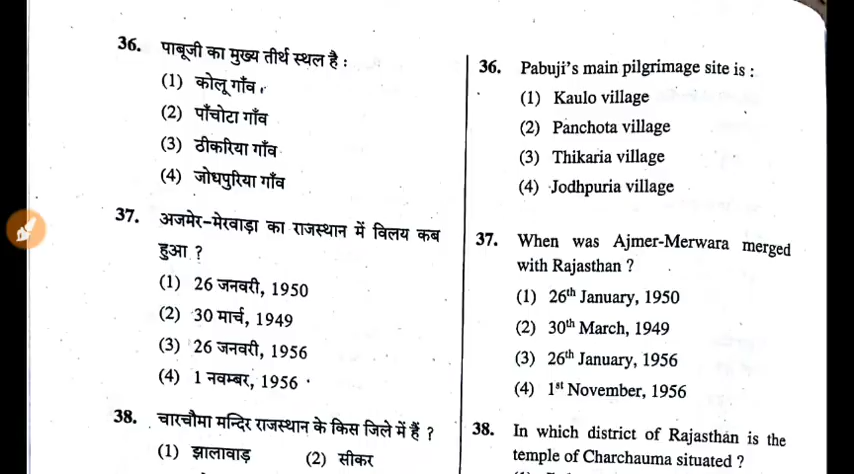 36. पाबूजी का मुख्य तीर्थ स्थल है :
(1) कोलू गाँव
(2) पाँचोटा गाँव
(3) ठीकरिया गाँव
(4) जोधपुरिया गाँव
37. अजमेर-मेरवाड़ा का राजस्थान में विलय कब
हुआ ?
(1) 26 जनवरी, 1950
(2) 30 मार्च, 1949
(3) 26 जनवरी, 1956
(4) 1 नवम्बर, 1956
38. चारचौमा मन्दिर राजस्थान के किस जिले में हैं ?
(1) झालावाड़ (2) सीकर
36. Pabuji's main pilgrimage site is :
(1) Kaulo village
(2) Panchota village
(3) Thikaria village
(4) Jodhpuria village
37. When was Ajmer-Merwara merged
with Rajasthan ?
(1) 26th January, 1950
(2) 30th March, 1949
(3) 26th January, 1956
(4) 1st November, 1956
38. In which district of Rajasthan is the
temple of Charchauma situated ?